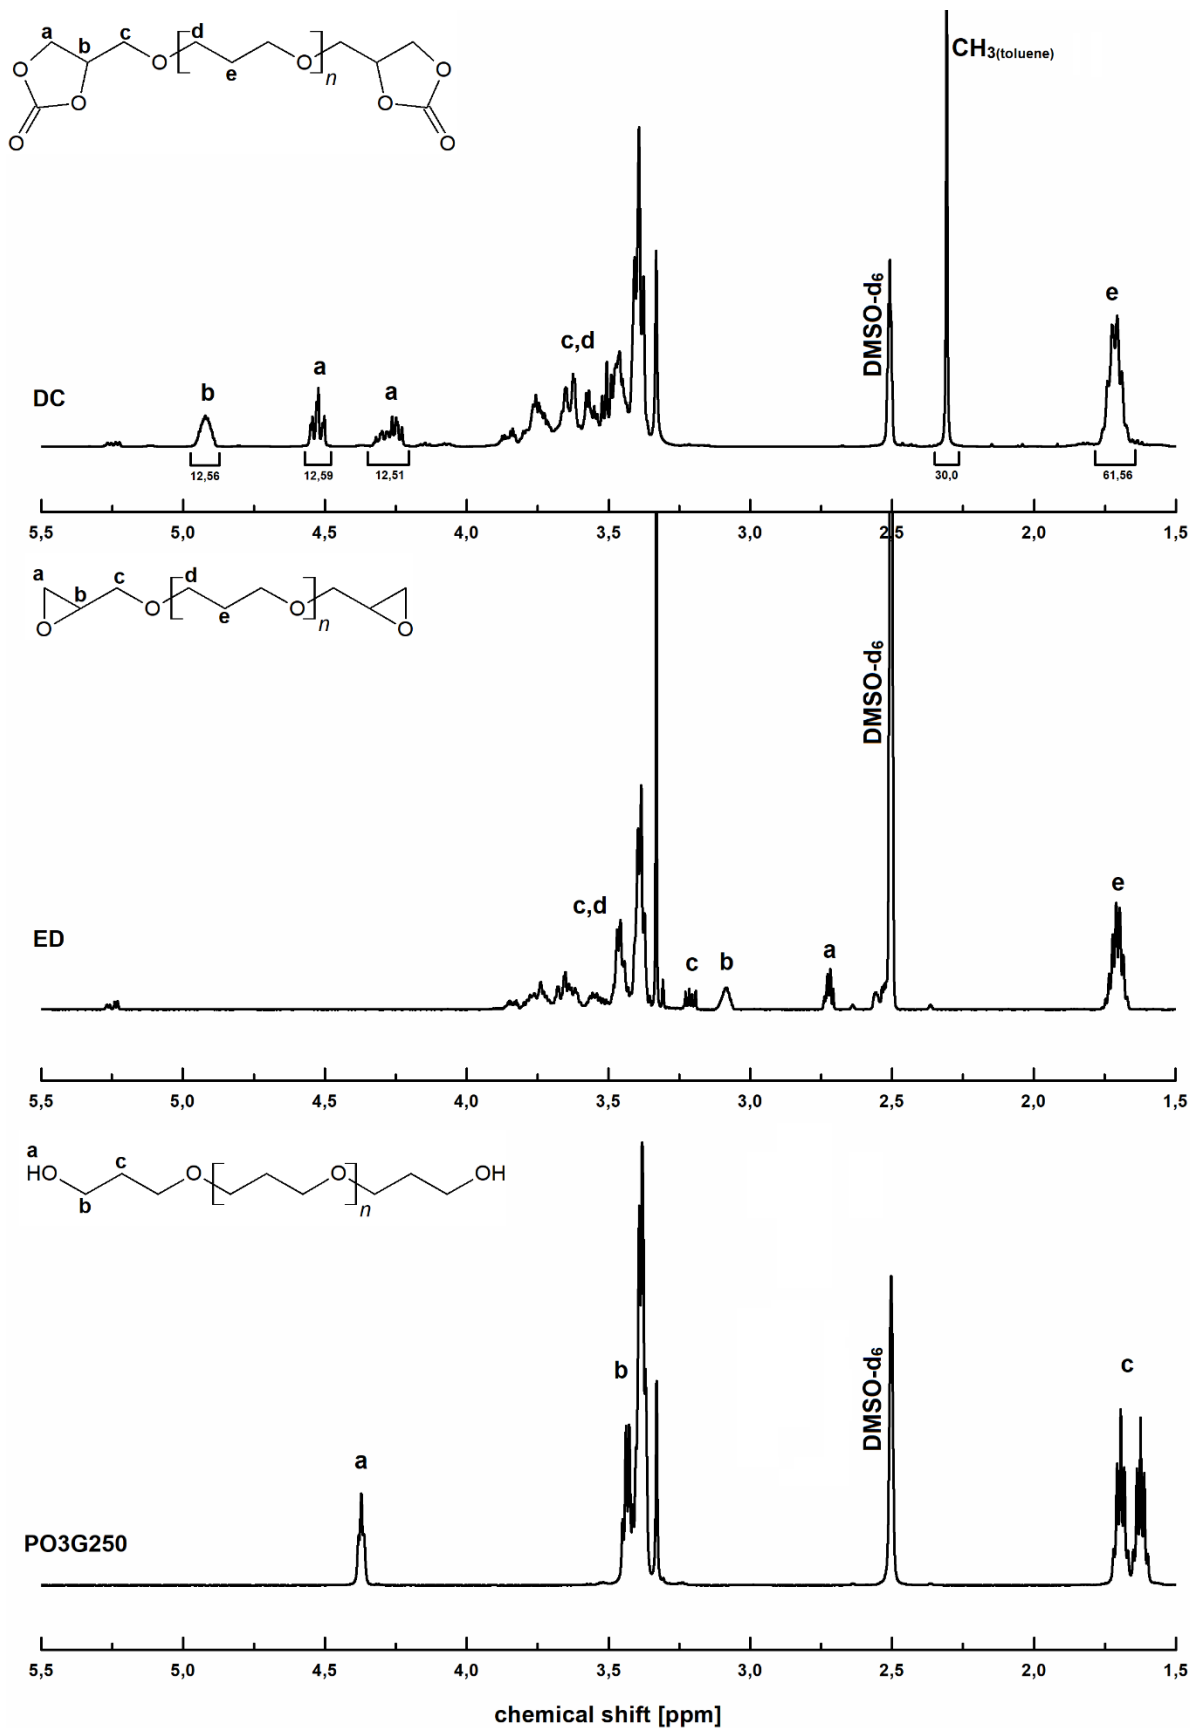 a b c d
e
O O n
O O O
O O O O
CH3(toluene)
DMSO-d6
e
c,d
a
a
b
DC
12,56 12,59 12,51 30,0 61,56
5,5 5,0 4,5 4,0 3,5 3,0 2,5 2,0 1,5
a c d
b
e
O O n
O O
DMSO-d6
e
c,d
ED
c b a
5,5 5,0 4,5 4,0 3,5 3,0 2,5 2,0 1,5
a
HO c O O OH
b n
DMSO-d6
b c
a
PO3G250
5,5 5,0 4,5 4,0 3,5 3,0 2,5 2,0 1,5
chemical shift [ppm]